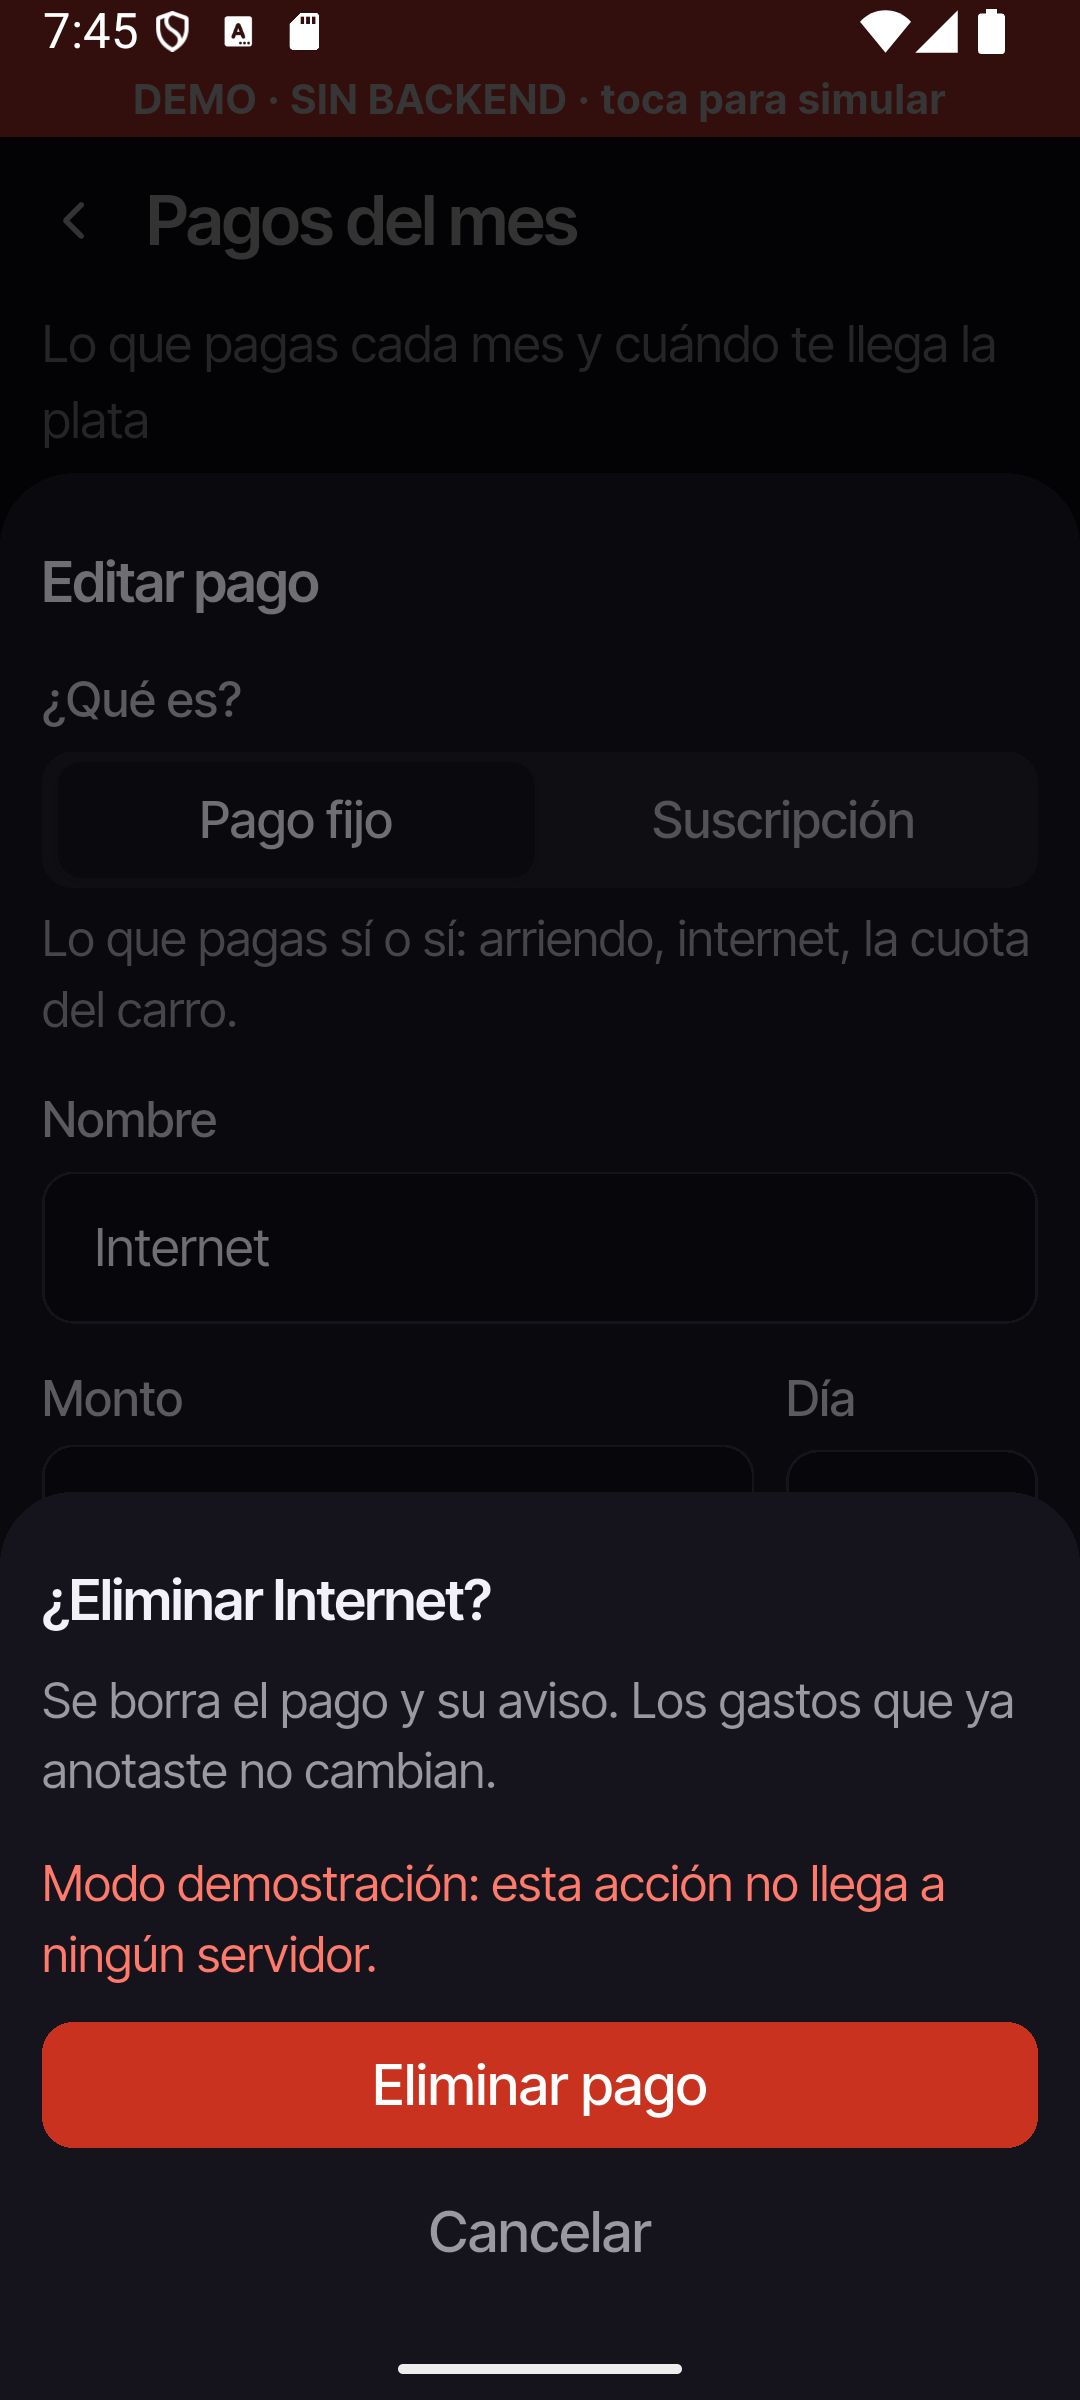 7:45
DEMO · SIN BACKEND · toca para simular
Pagos del mes
Lo que pagas cada mes y cuándo te llega la
plata
Editar pago
¿Qué es?
Pago fijo
Suscripción
Lo que pagas sí o sí: arriendo, internet, la cuota
del carro.
Nombre
Internet
Monto
Día
¿Eliminar Internet?
Se borra el pago y su aviso. Los gastos que ya
anotaste no cambian.
Modo demostración: esta acción no llega a
ningún servidor.
Eliminar pago
Cancelar